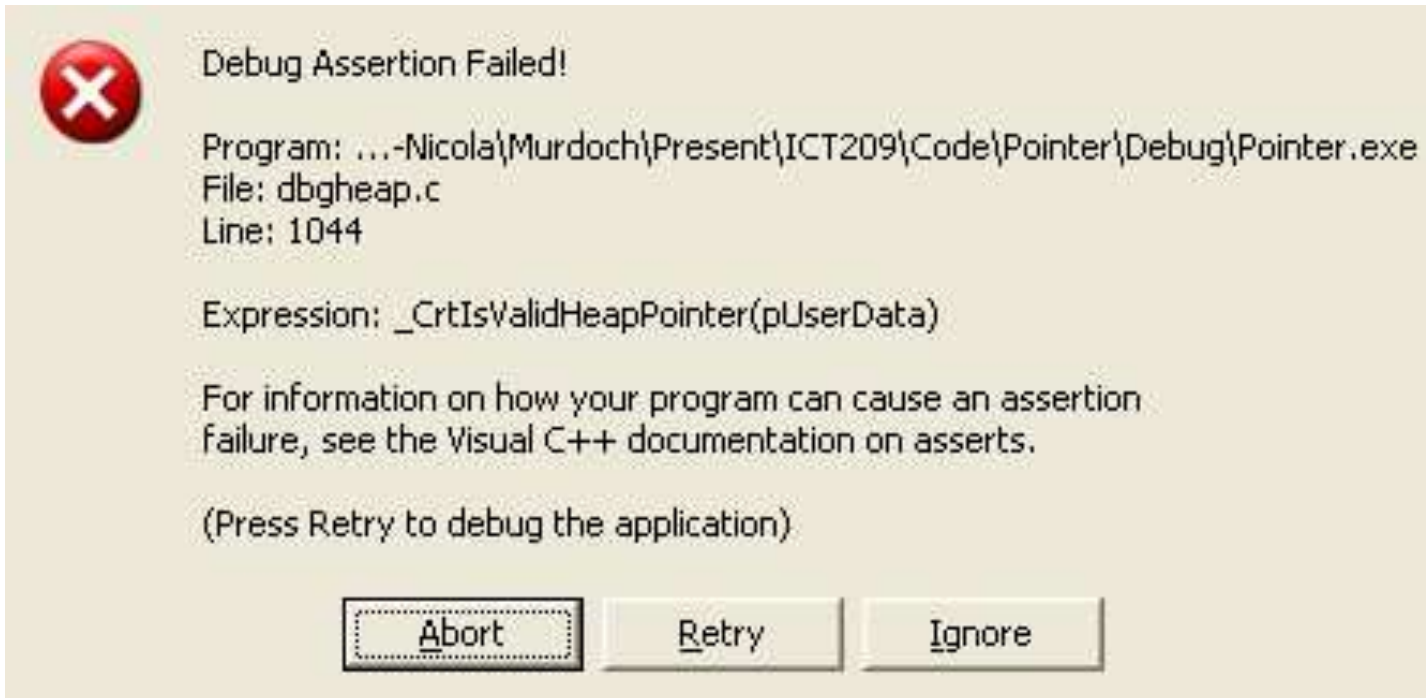 Debug Assertion Failed!
Program: ...-Nicola\Murdoch\Present\ICT209\Code\Pointer\Debug\Pointer.exe
File: dbgheap.c
Line: 1044
Expression: _CrtIsValidHeapPointer(pUserData)
For information on how your program can cause an assertion
failure, see the Visual C++ documentation on asserts.
(Press Retry to debug the application)
Abort Retry Ignore